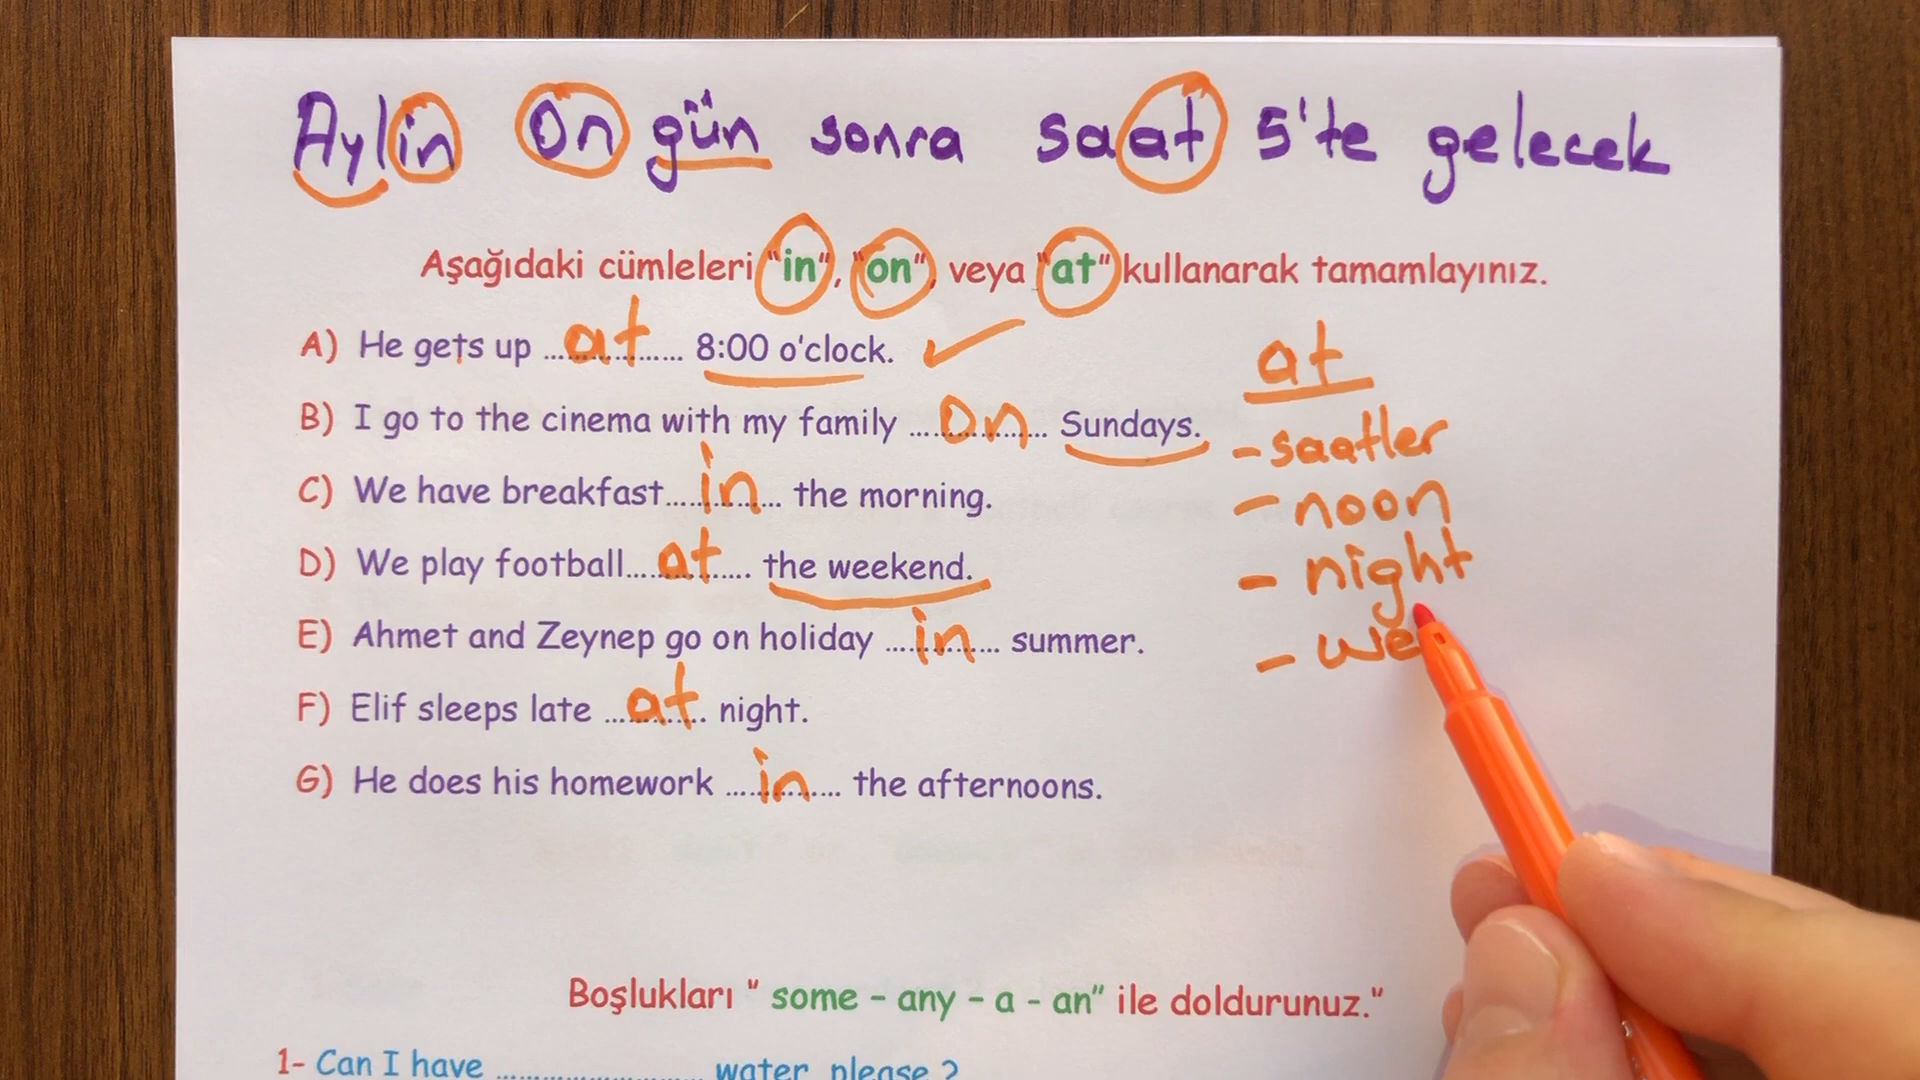 Aylin On gün sonra saat 5'te gelecek
Aşağıdaki cümleleri "in", "on", veya "at" kullanarak tamamlayınız.
A) He gets up ...at... 8:00 o'clock.
B) I go to the cinema with my family ...on... Sundays.
C) We have breakfast...in... the morning.
D) We play football...at... the weekend.
E) Ahmet and Zeynep go on holiday ...in... summer.
F) Elif sleeps late ...at... night.
G) He does his homework ...in... the afternoons.
at
- saatler
- noon
- night
- we
Boşlukları " some - any - a - an" ile doldurunuz."
1- Can I have .................... water please ?